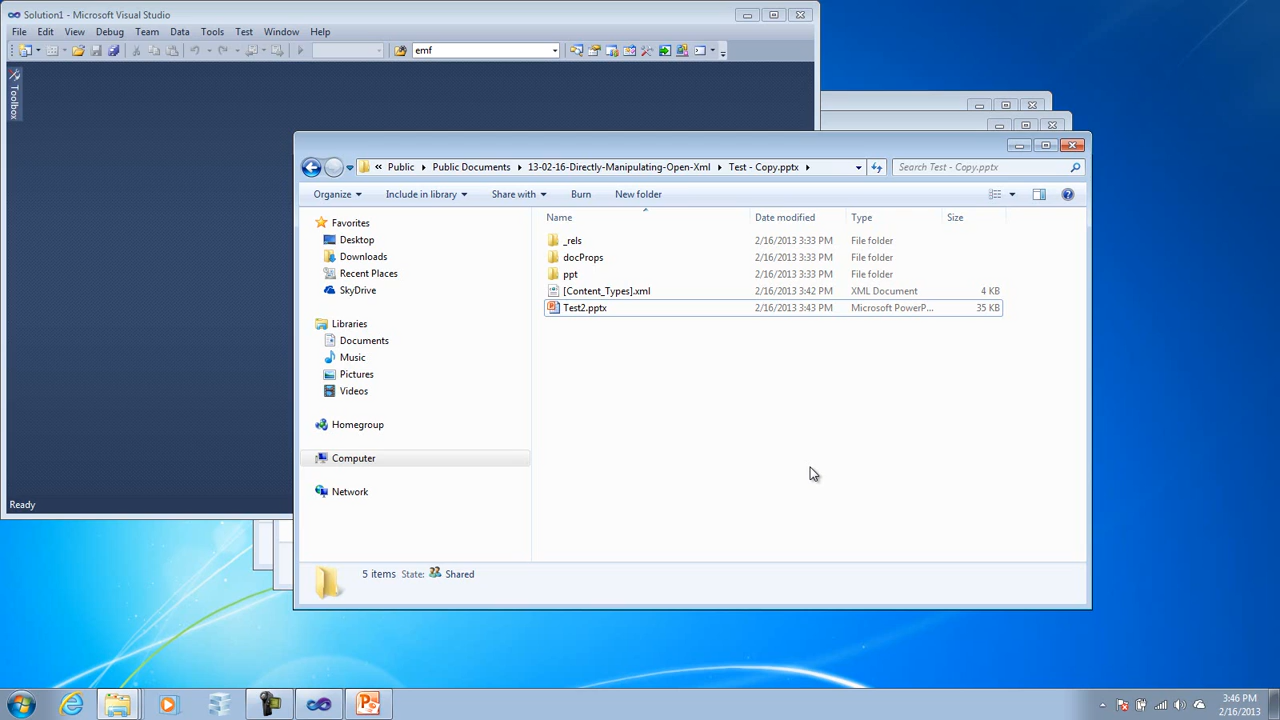 Solution1 - Microsoft Visual Studio
File Edit View Debug Team Data Tools Test Window Help
emf
Toolbox
« Public Public Documents 13-02-16-Directly-Manipulating-Open-Xml Test - Copy.pptx Search Test - Copy.pptx
Organize Include in library Share with Burn New folder
Name Date modified Type Size
Favorites
Desktop
Downloads
Recent Places
SkyDrive
Libraries
Documents
Music
Pictures
Videos
Homegroup
Computer
Network
_rels 2/16/2013 3:33 PM File folder
docProps 2/16/2013 3:33 PM File folder
ppt 2/16/2013 3:33 PM File folder
[Content_Types].xml 2/16/2013 3:42 PM XML Document 4 KB
Test2.pptx 2/16/2013 3:43 PM Microsoft PowerP... 35 KB
Ready
5 items State: Shared
3:46 PM
2/16/2013